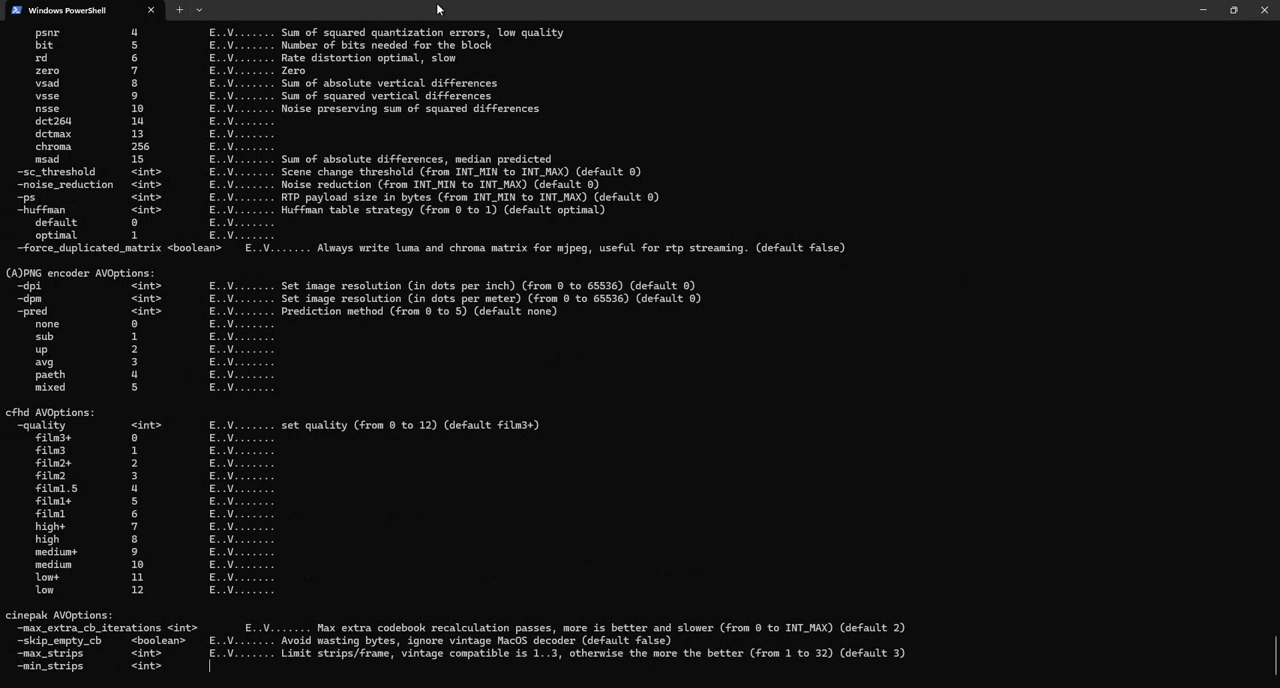 Windows PowerShell
psnr 4 E..V....... Sum of squared quantization errors, low quality
bit 5 E..V....... Number of bits needed for the block
rd 6 E..V....... Rate distortion optimal, slow
zero 7 E..V....... Zero
vsad 8 E..V....... Sum of absolute vertical differences
vsse 9 E..V....... Sum of squared vertical differences
nsse 10 E..V....... Noise preserving sum of squared differences
dct264 14 E..V.......
dctmax 13 E..V.......
chroma 256 E..V.......
msad 15 E..V....... Sum of absolute differences, median predicted
-sc_threshold <int> E..V....... Scene change threshold (from INT_MIN to INT_MAX) (default 0)
-noise_reduction <int> E..V....... Noise reduction (from INT_MIN to INT_MAX) (default 0)
-ps <int> E..V....... RTP payload size in bytes (from INT_MIN to INT_MAX) (default 0)
-huffman <int> E..V....... Huffman table strategy (from 0 to 1) (default optimal)
default 0 E..V.......
optimal 1 E..V.......
-force_duplicated_matrix <boolean> E..V....... Always write luma and chroma matrix for mjpeg, useful for rtp streaming. (default false)
(A)PNG encoder AVOptions:
-dpi <int> E..V....... Set image resolution (in dots per inch) (from 0 to 65536) (default 0)
-dpm <int> E..V....... Set image resolution (in dots per meter) (from 0 to 65536) (default 0)
-pred <int> E..V....... Prediction method (from 0 to 5) (default none)
none 0 E..V.......
sub 1 E..V.......
up 2 E..V.......
avg 3 E..V.......
paeth 4 E..V.......
mixed 5 E..V.......
cfhd AVOptions:
-quality <int> E..V....... set quality (from 0 to 12) (default film3+)
film3+ 0 E..V.......
film3 1 E..V.......
film2+ 2 E..V.......
film2 3 E..V.......
film1.5 4 E..V.......
film1+ 5 E..V.......
film1 6 E..V.......
high+ 7 E..V.......
high 8 E..V.......
medium+ 9 E..V.......
medium 10 E..V.......
low+ 11 E..V.......
low 12 E..V.......
cinepak AVOptions:
-max_extra_cb_iterations <int> E..V....... Max extra codebook recalculation passes, more is better and slower (from 0 to INT_MAX) (default 2)
-skip_empty_cb <boolean> E..V....... Avoid wasting bytes, ignore vintage MacOS decoder (default false)
-max_strips <int> E..V....... Limit strips/frame, vintage compatible is 1..3, otherwise the more the better (from 1 to 32) (default 3)
-min_strips <int>